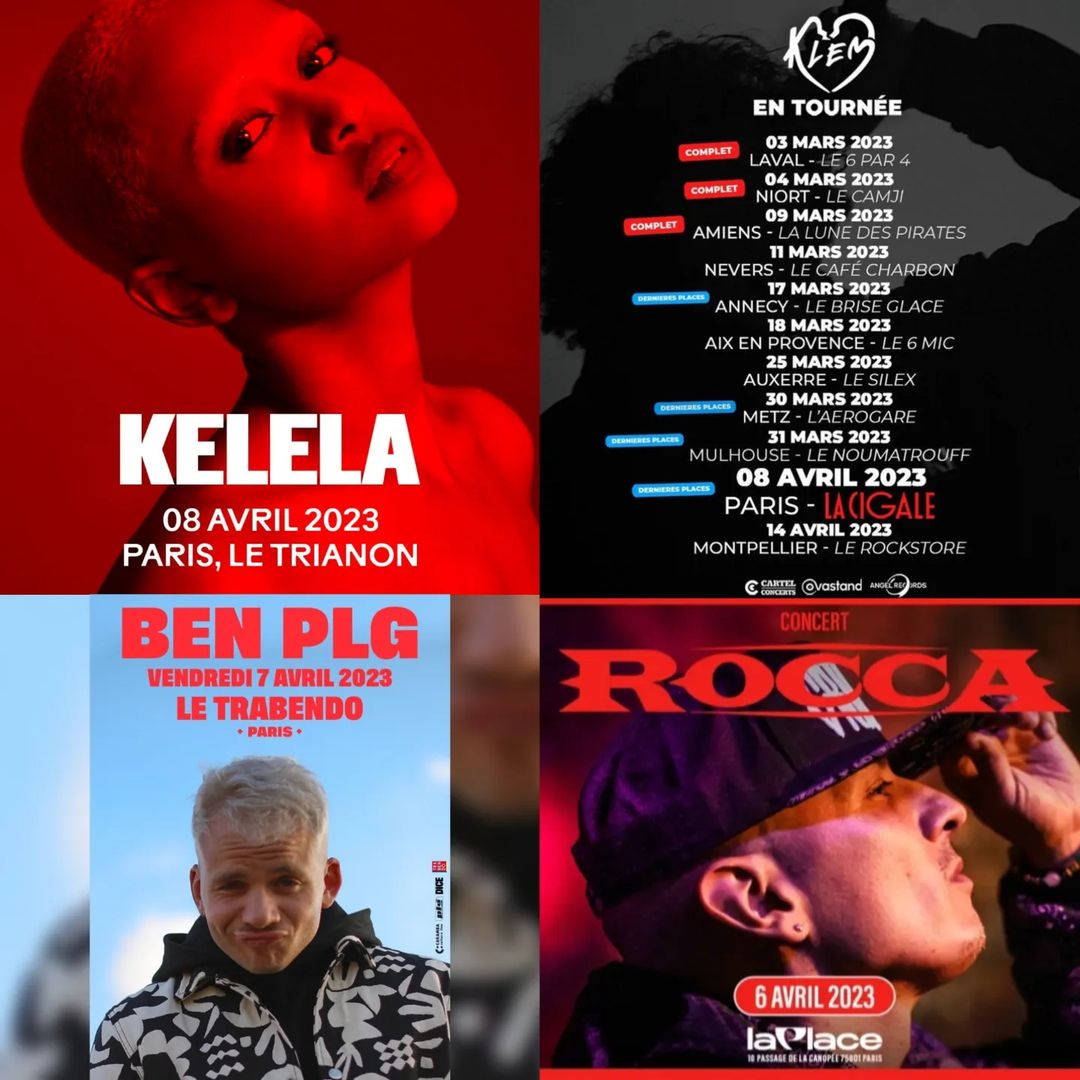 KELELA
08 AVRIL 2023
PARIS, LE TRIANON
KLEM
EN TOURNÉE
03 MARS 2023
COMPLET
LAVAL - LE 6 PAR 4
04 MARS 2023
COMPLET
NIORT - LE CAMJI
09 MARS 2023
COMPLET
AMIENS - LA LUNE DES PIRATES
11 MARS 2023
NEVERS - LE CAFÉ CHARBON
17 MARS 2023
DERNIERES PLACES
ANNECY - LE BRISE GLACE
18 MARS 2023
AIX EN PROVENCE - LE 6 MIC
25 MARS 2023
AUXERRE - LE SILEX
30 MARS 2023
DERNIERES PLACES
METZ - L'AEROGARE
31 MARS 2023
DERNIERES PLACES
MULHOUSE - LE NOUMATROUFF
08 AVRIL 2023
DERNIERES PLACES
PARIS - LA CIGALE
14 AVRIL 2023
MONTPELLIER - LE ROCKSTORE
CARTEL CONCERTS vastand ANGEL RECORDS
BEN PLG
VENDREDI 7 AVRIL 2023
LE TRABENDO
• PARIS •
DICE
CONCERT
ROCCA
6 AVRIL 2023
laPlace
10 PASSAGE DE LA CANOPÉE 75001 PARIS